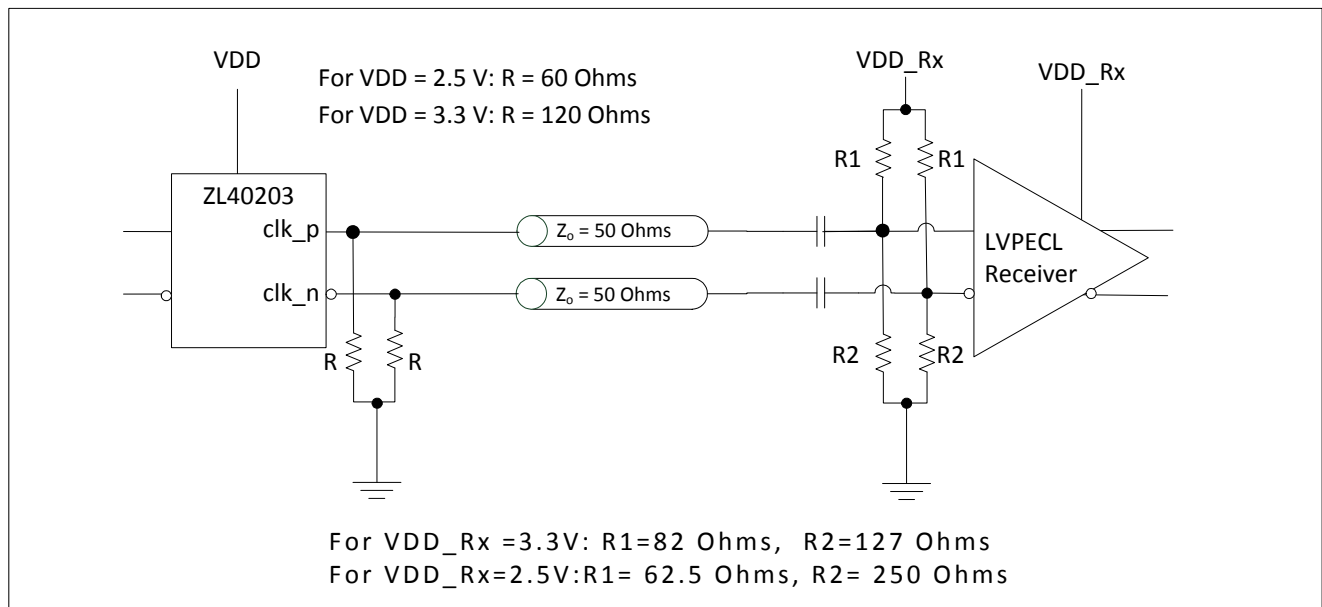 VDD
For VDD = 2.5 V: R = 60 Ohms
For VDD = 3.3 V: R = 120 Ohms
VDD_Rx
VDD_Rx
ZL40203
clk_p
clk_n
R
R
Zo = 50 Ohms
Zo = 50 Ohms
R1
R1
R2
R2
LVPECL
Receiver
For VDD_Rx =3.3V: R1=82 Ohms, R2=127 Ohms
For VDD_Rx=2.5V:R1= 62.5 Ohms, R2= 250 Ohms